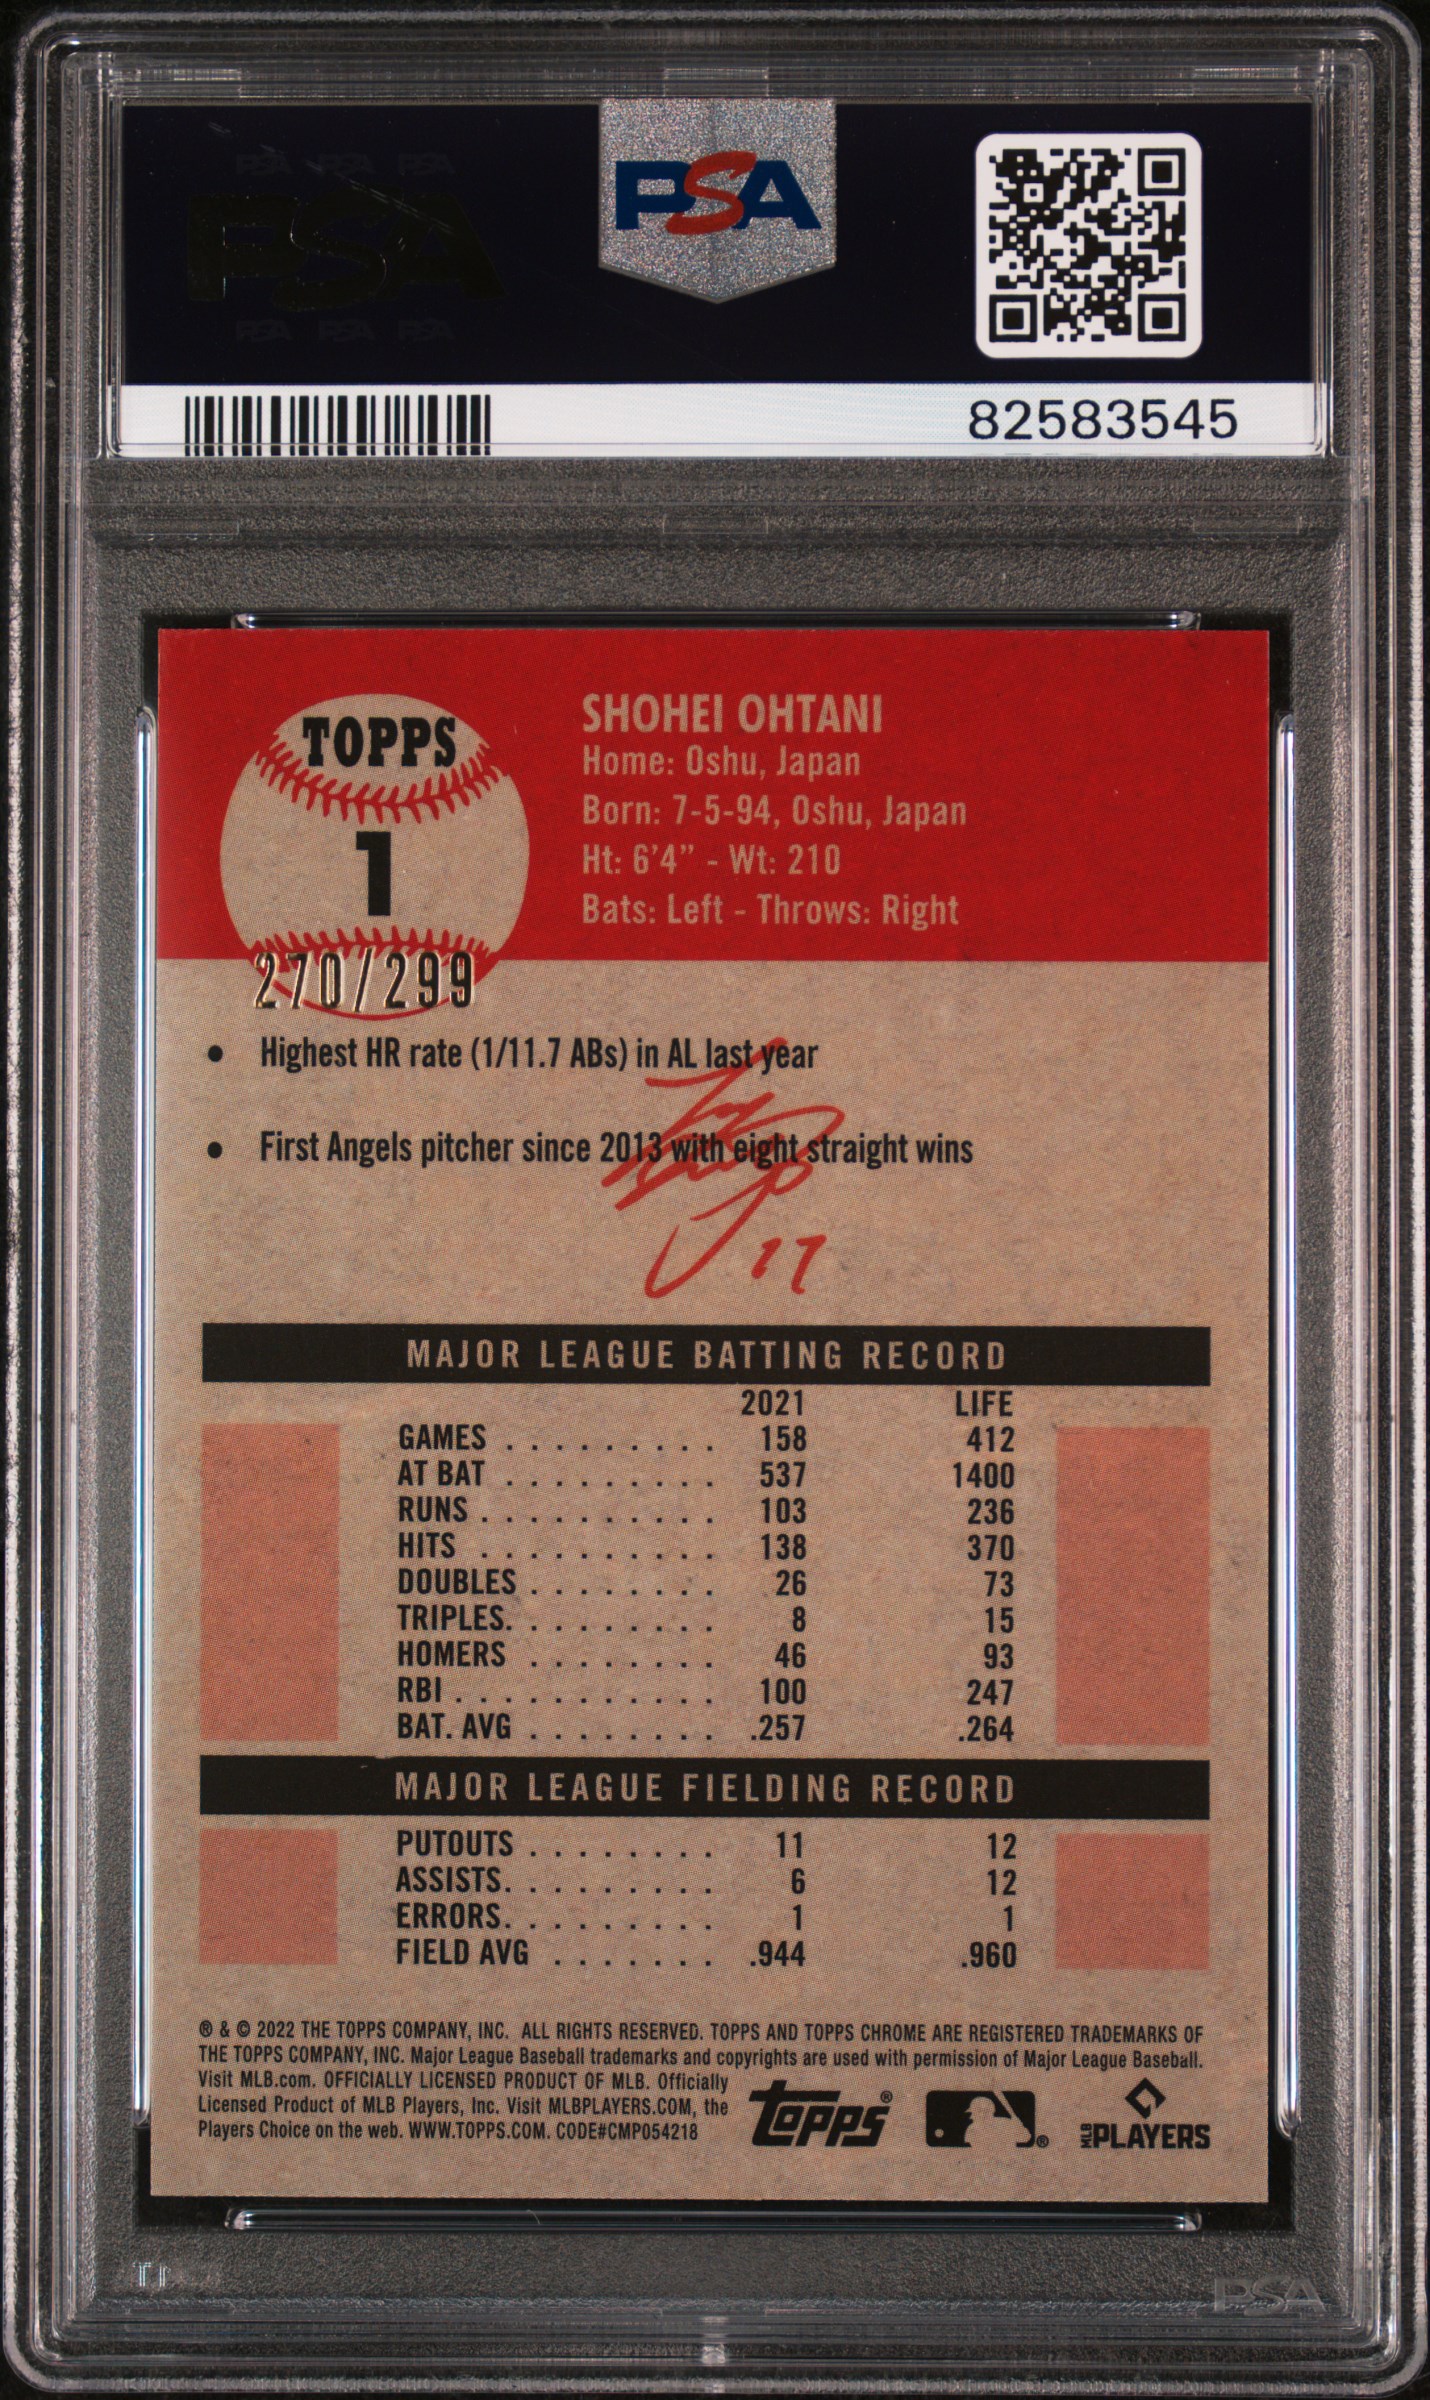 PSA PSA PSA
PSA
PSA PSA PSA
PSA
82583545
TOPPS
1
270/299
SHOHEI OHTANI
Home: Oshu, Japan
Born: 7-5-94, Oshu, Japan
Ht: 6’4” - Wt: 210
Bats: Left - Throws: Right
• Highest HR rate (1/11.7 ABs) in AL last year
• First Angels pitcher since 2013 with eight straight wins
17
MAJOR LEAGUE BATTING RECORD
2021 LIFE
GAMES . . . . . . . . . 158 412
AT BAT . . . . . . . . . 537 1400
RUNS . . . . . . . . . . 103 236
HITS . . . . . . . . . . 138 370
DOUBLES . . . . . . . . 26 73
TRIPLES. . . . . . . . . 8 15
HOMERS . . . . . . . . 46 93
RBI . . . . . . . . . . . 100 247
BAT. AVG . . . . . . . . .257 .264
MAJOR LEAGUE FIELDING RECORD
PUTOUTS . . . . . . . . 11 12
ASSISTS. . . . . . . . . 6 12
ERRORS. . . . . . . . . 1 1
FIELD AVG . . . . . . . .944 .960
® & © 2022 THE TOPPS COMPANY, INC. ALL RIGHTS RESERVED. TOPPS AND TOPPS CHROME ARE REGISTERED TRADEMARKS OF
THE TOPPS COMPANY, INC. Major League Baseball trademarks and copyrights are used with permission of Major League Baseball.
Visit MLB.com. OFFICIALLY LICENSED PRODUCT OF MLB. Officially
Licensed Product of MLB Players, Inc. Visit MLBPLAYERS.COM, the
Players Choice on the web. WWW.TOPPS.COM. CODE#CMP054218
topps®
®
MLB PLAYERS
PSA